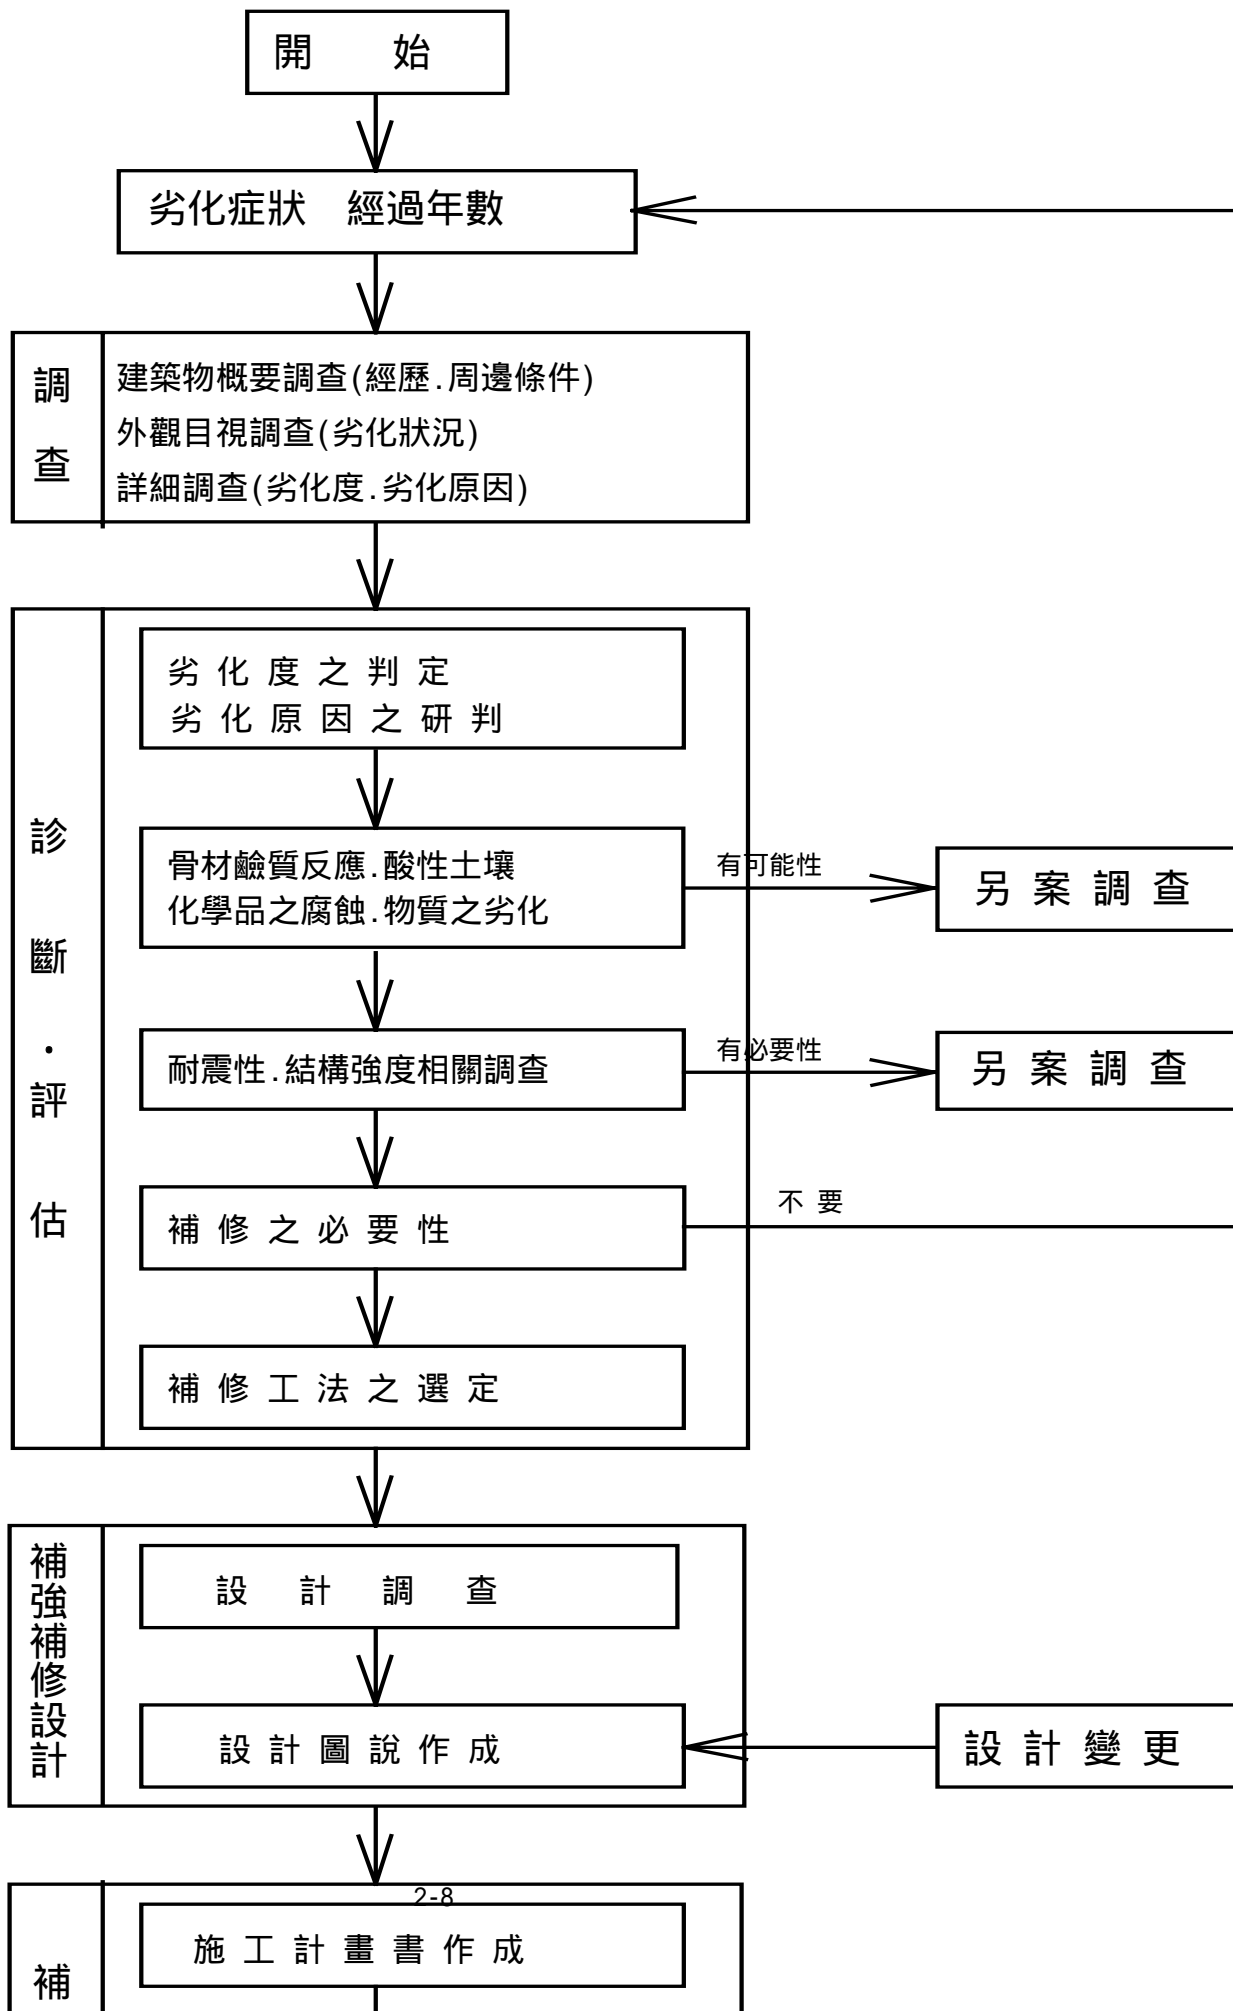 開 始
劣化症狀 經過年數
調查
建築物概要調查(經歷.周邊條件)
外觀目視調查(劣化狀況)
詳細調查(劣化度.劣化原因)
診斷.評估
劣化度之判定
劣化原因之研判
骨材鹼質反應.酸性土壤
化學品之腐蝕.物質之劣化
有可能性
另案調查
耐震性.結構強度相關調查
有必要性
另案調查
補修之必要性
不要
補修工法之選定
補強補修設計
設計調查
設計圖說作成
設計變更
2-8
施工計畫書作成
補